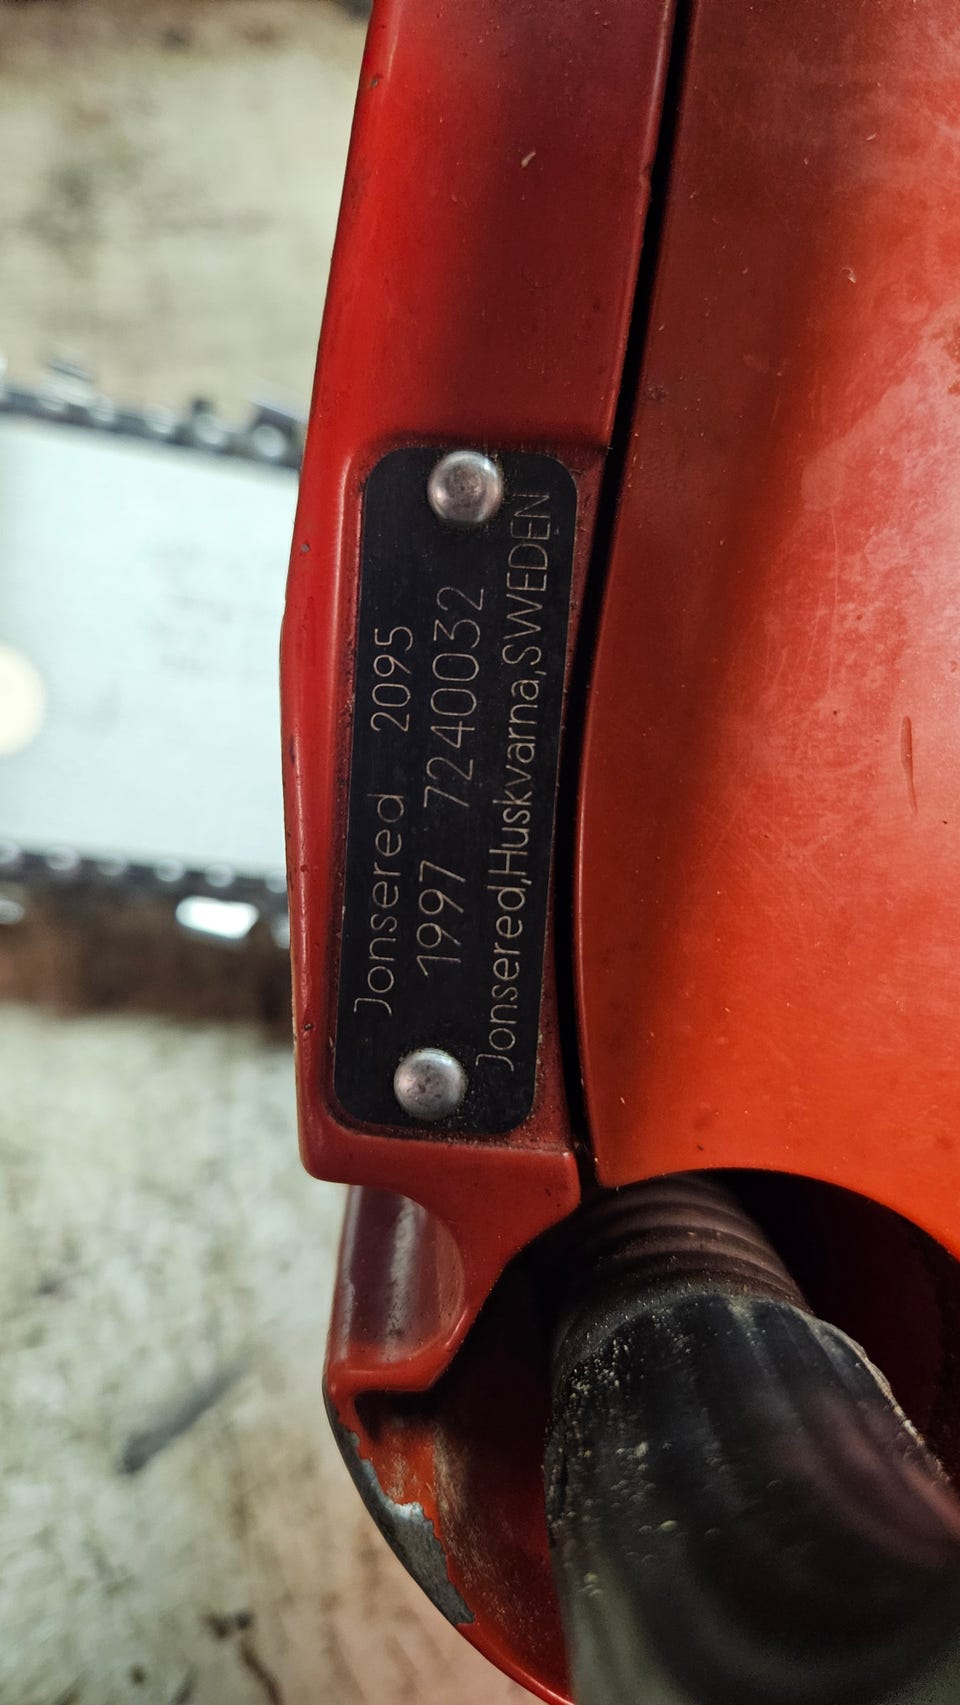 Jonsered 2095
1997 7240032
Jonsered,Huskvarna,SWEDEN